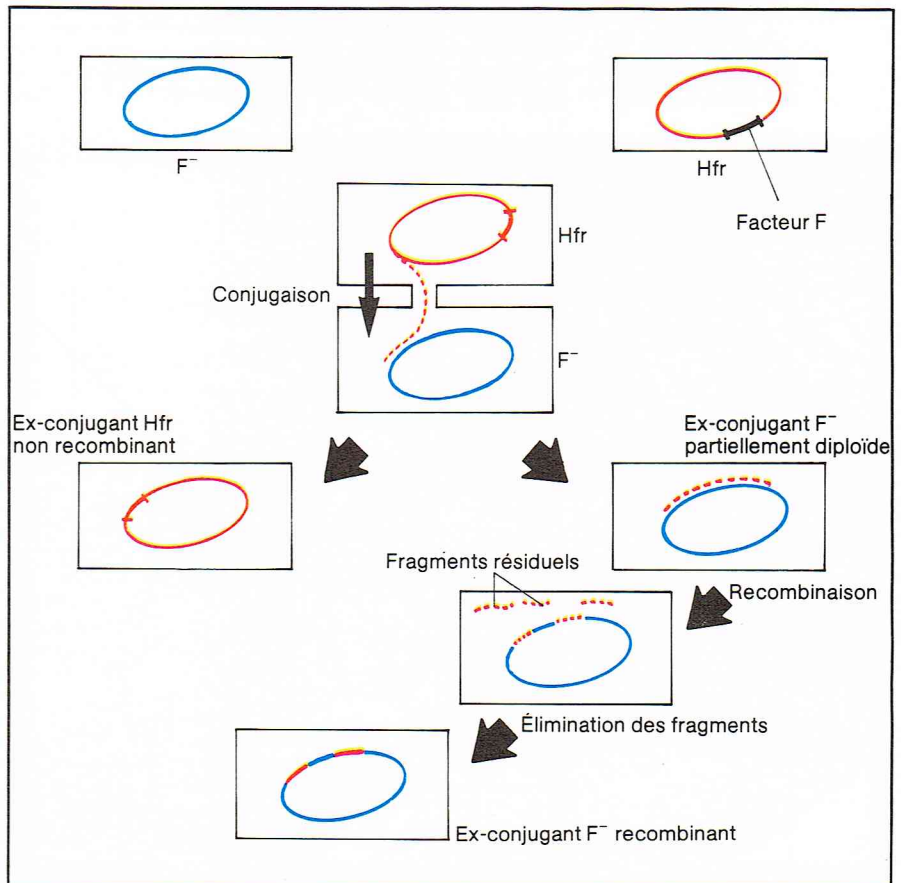 F⁻
Hfr
Facteur F
Hfr
Conjugaison
F⁻
Ex-conjugant Hfr
non recombinant
Ex-conjugant F⁻
partiellement diploïde
Fragments résiduels
Recombinaison
Élimination des fragments
Ex-conjugant F⁻ recombinant